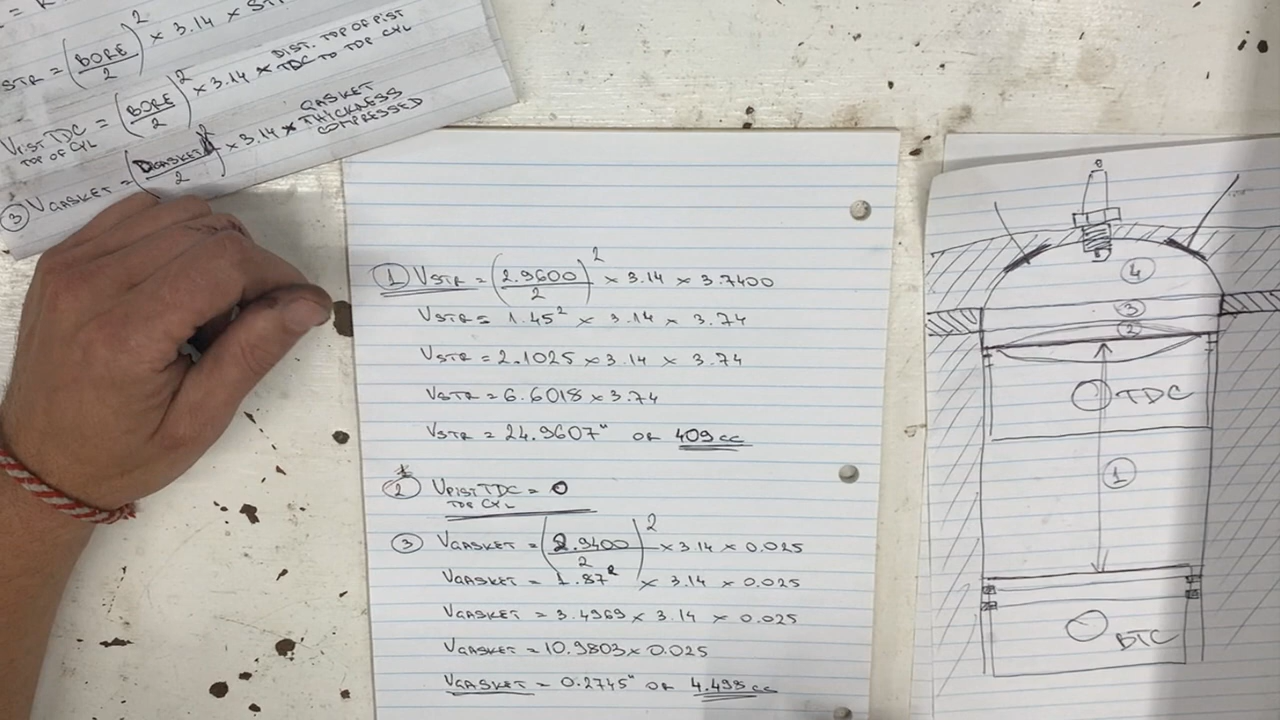 = R
STR = (BORE/2)² × 3.14 × ST
VPIST TDC TOP OF CYL = (BORE/2)² × 3.14 × DIST. TOP OF PIST TDC TO TOP CYL
③ VGASKET = (DGASKET/2) × 3.14 × GASKET THICKNESS COMPRESSED
① VSTR = (2.9600/2)² × 3.14 × 3.7400
VSTR = 1.45² × 3.14 × 3.74
VSTR = 2.1025 × 3.14 × 3.74
VSTR = 6.6018 × 3.74
VSTR = 24.9607" OR 409cc
* ② VPIST TDC TOP CYL = 0
③ VGASKET = (2.9400/2)² × 3.14 × 0.025
VGASKET = 1.87² × 3.14 × 0.025
VGASKET = 3.4969 × 3.14 × 0.025
VGASKET = 10.9803 × 0.025
VGASKET = 0.2745" OR 4.498cc
④
③
②
TDC
①
BTC